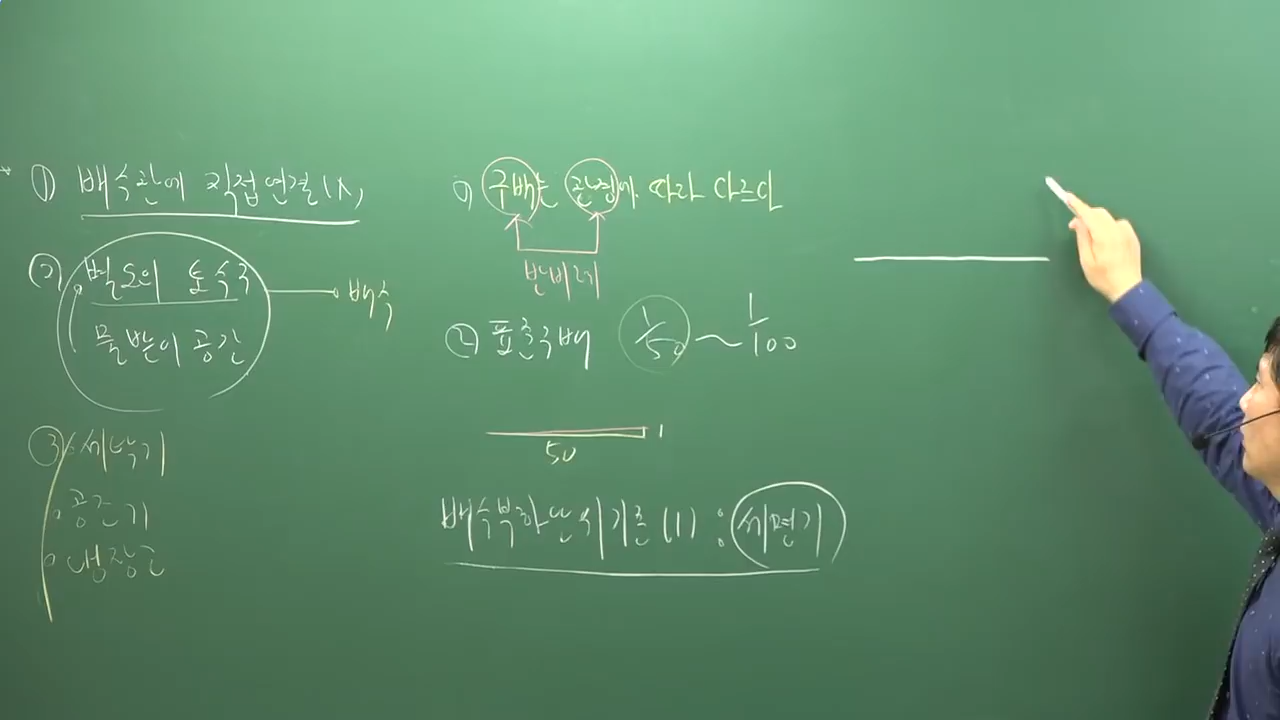 ① 배수관에 직접연결(X)
② 별도의 토수구
물받이 공간 → 배수
③ · 세탁기
· 공조기
· 냉장고
① 구배는 관경에 따라 다르다
반비례
② 표준구배 1/50 ~ 1/100
50 1
배수부하단위기준(1) : 세면기